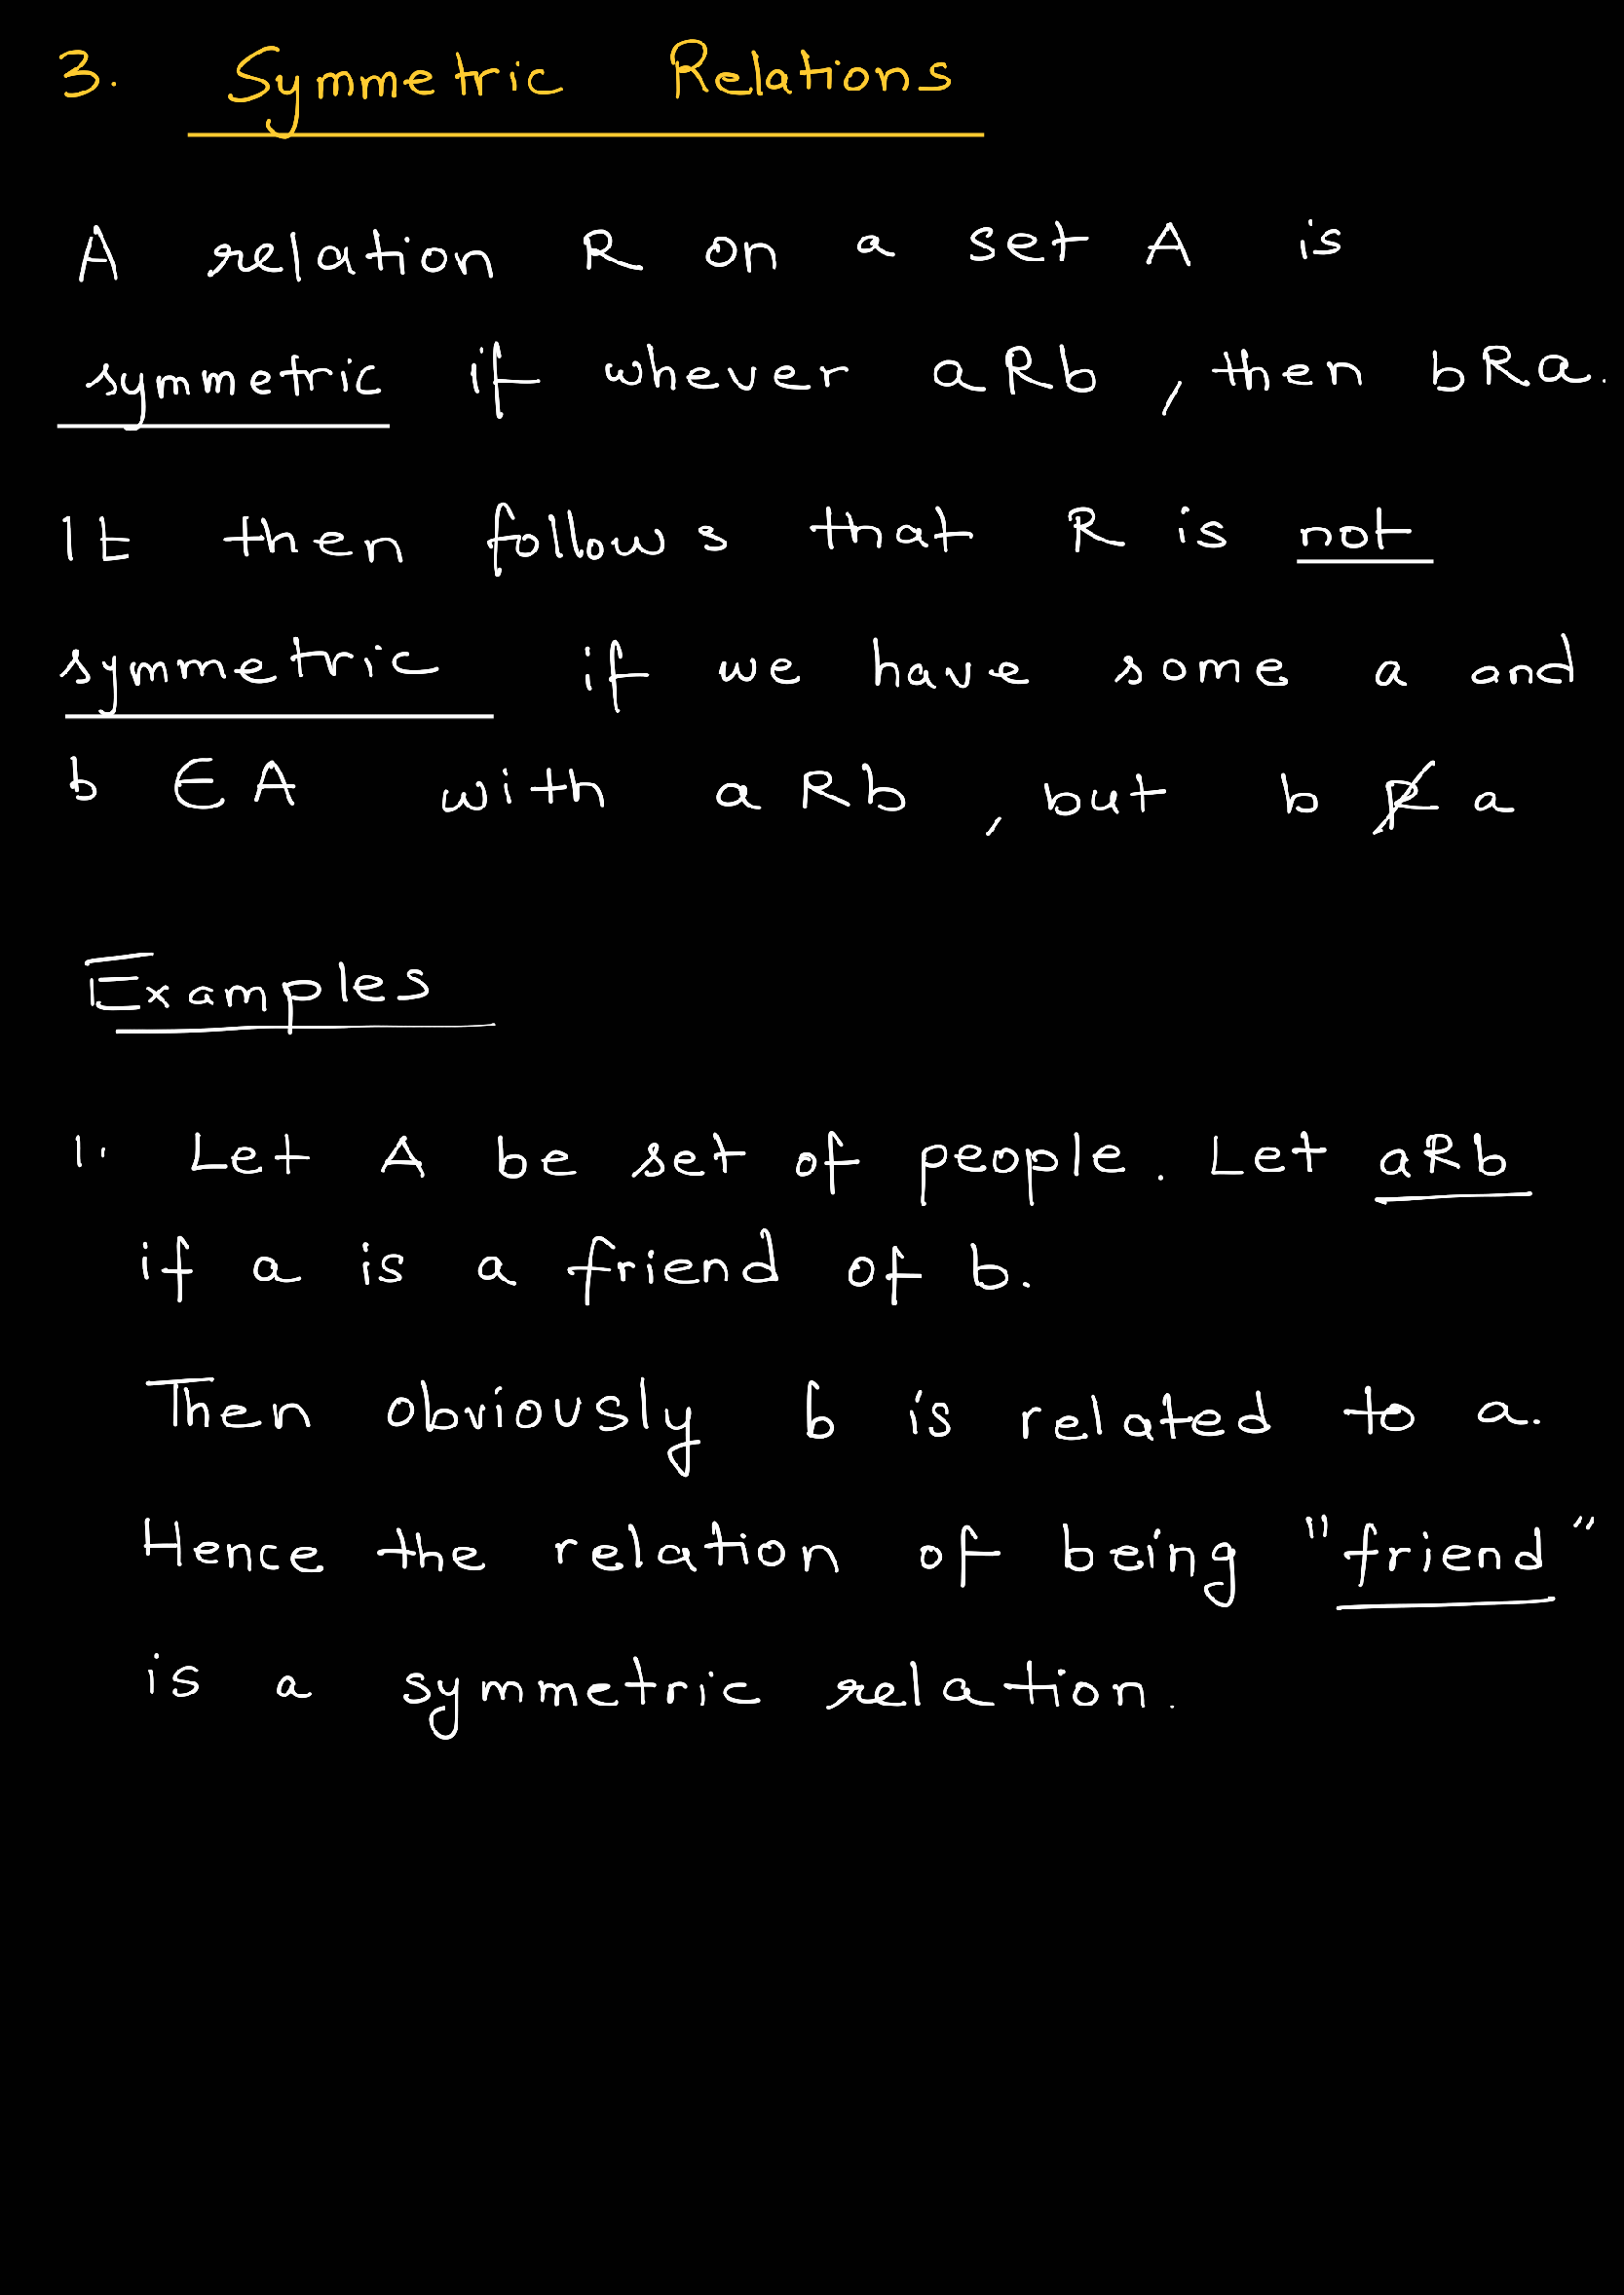 3. Symmetric Relations
A relation R on a set A is
symmetric if whever aRb, then bRa.
It then follows that R is not
symmetric if we have some a and
b ∈ A with aRb, but b R̸ a
Examples
1. Let A be set of people. Let aRb
if a is a friend of b.
Then obviously b is related to a.
Hence the relation of being "friend"
is a symmetric relation.